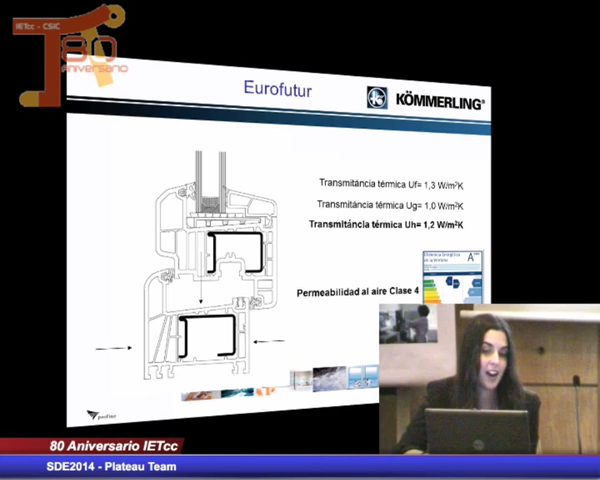 IETcc - CSIC
80
ANIVERSARIO
Eurofutur
KÖMMERLING®
Transmitáncia térmica Uf= 1,3 W/m²K
Transmitáncia térmica Ug= 1,0 W/m²K
Transmitáncia térmica Uh= 1,2 W/m²K
A
Permeabilidad al aire Clase 4
profine
80 Aniversario IETcc
SDE2014 - Plateau Team